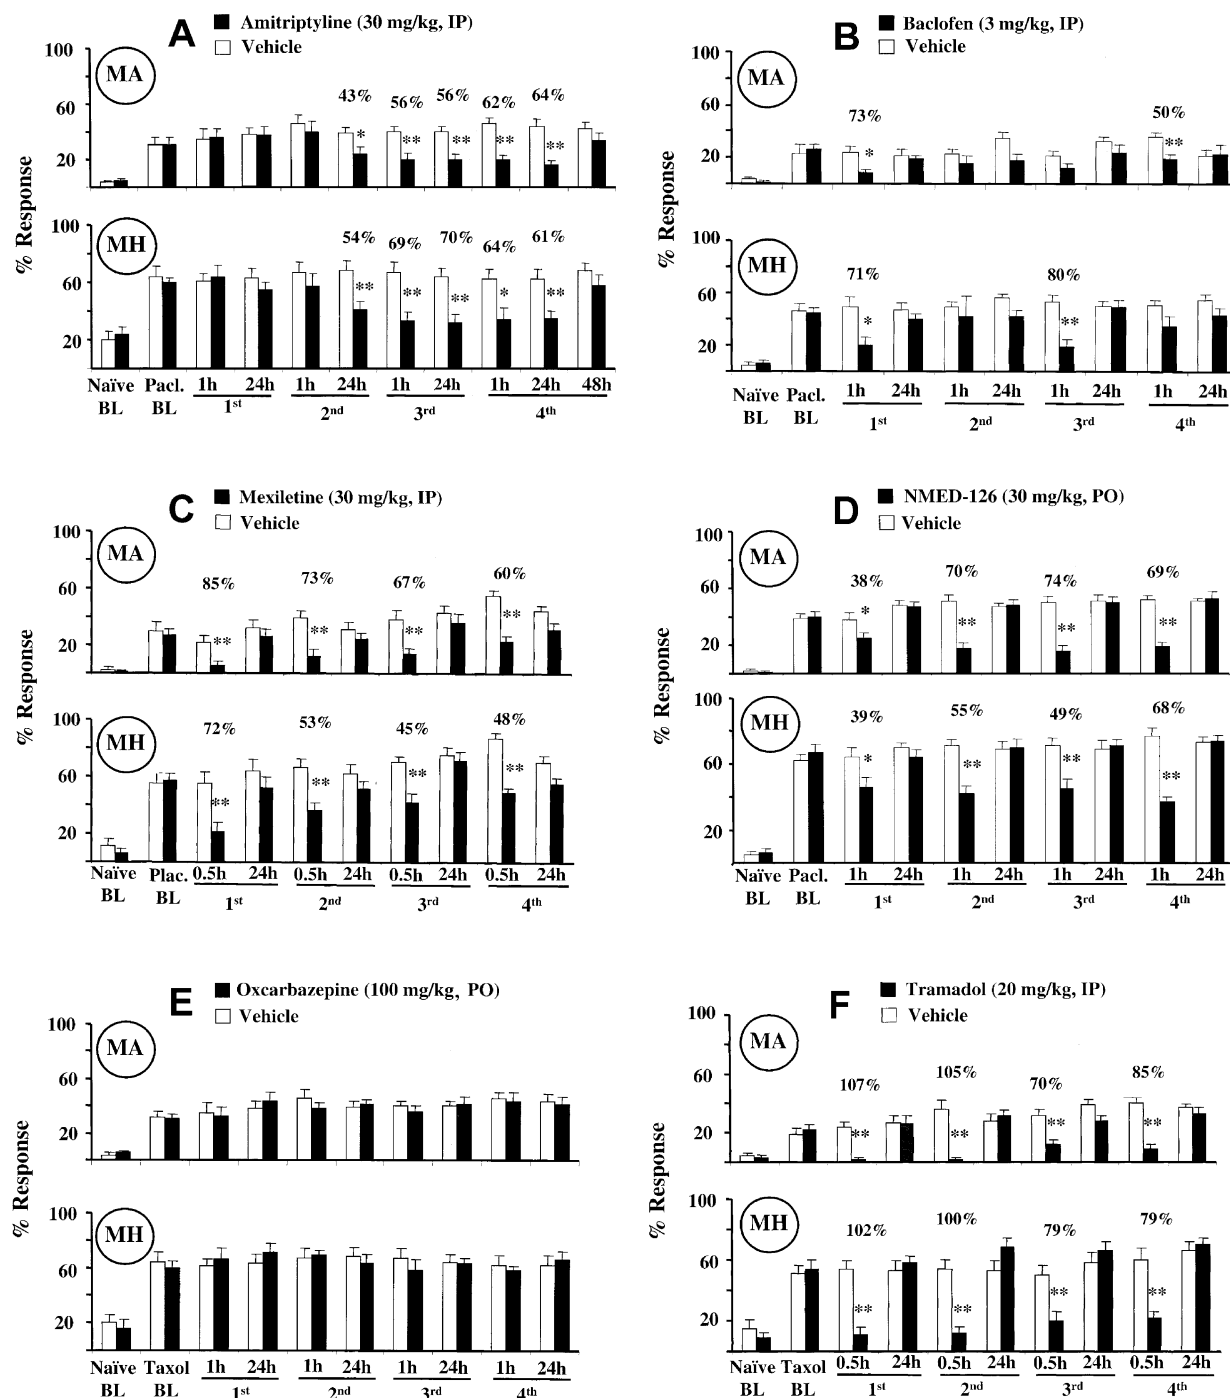 A
Amitriptyline (30 mg/kg, IP)
Vehicle
MA
100
60
20
43% 56% 56% 62% 64%
* ** ** ** **
% Response
MH
100
60
20
54% 69% 70% 64% 61%
** ** ** * **
Naïve BL Pacl. BL 1h 24h 1h 24h 1h 24h 1h 24h 48h
1st 2nd 3rd 4th
B
Baclofen (3 mg/kg, IP)
Vehicle
MA
100
60
20
73% 50%
* **
% Response
MH
100
60
20
71% 80%
* **
Naïve BL Pacl. BL 1h 24h 1h 24h 1h 24h 1h 24h
1st 2nd 3rd 4th
C
Mexiletine (30 mg/kg, IP)
Vehicle
MA
100
60
20
85% 73% 67% 60%
** ** ** **
% Response
MH
100
60
20
72% 53% 45% 48%
** ** ** **
Naïve BL Plac. BL 0.5h 24h 0.5h 24h 0.5h 24h 0.5h 24h
1st 2nd 3rd 4th
D
NMED-126 (30 mg/kg, PO)
Vehicle
MA
100
60
20
38% 70% 74% 69%
* ** ** **
% Response
MH
100
60
20
39% 55% 49% 68%
* ** ** **
Naïve BL Pacl. BL 1h 24h 1h 24h 1h 24h 1h 24h
1st 2nd 3rd 4th
E
Oxcarbazepine (100 mg/kg, PO)
Vehicle
MA
100
60
20
% Response
MH
100
60
20
Naïve BL Taxol BL 1h 24h 1h 24h 1h 24h 1h 24h
1st 2nd 3rd 4th
F
Tramadol (20 mg/kg, IP)
Vehicle
MA
100
60
20
107% 105% 70% 85%
** ** ** **
% Response
MH
100
60
20
102% 100% 79% 79%
** ** ** **
Naïve BL Taxol BL 0.5h 24h 0.5h 24h 0.5h 24h 0.5h 24h
1st 2nd 3rd 4th